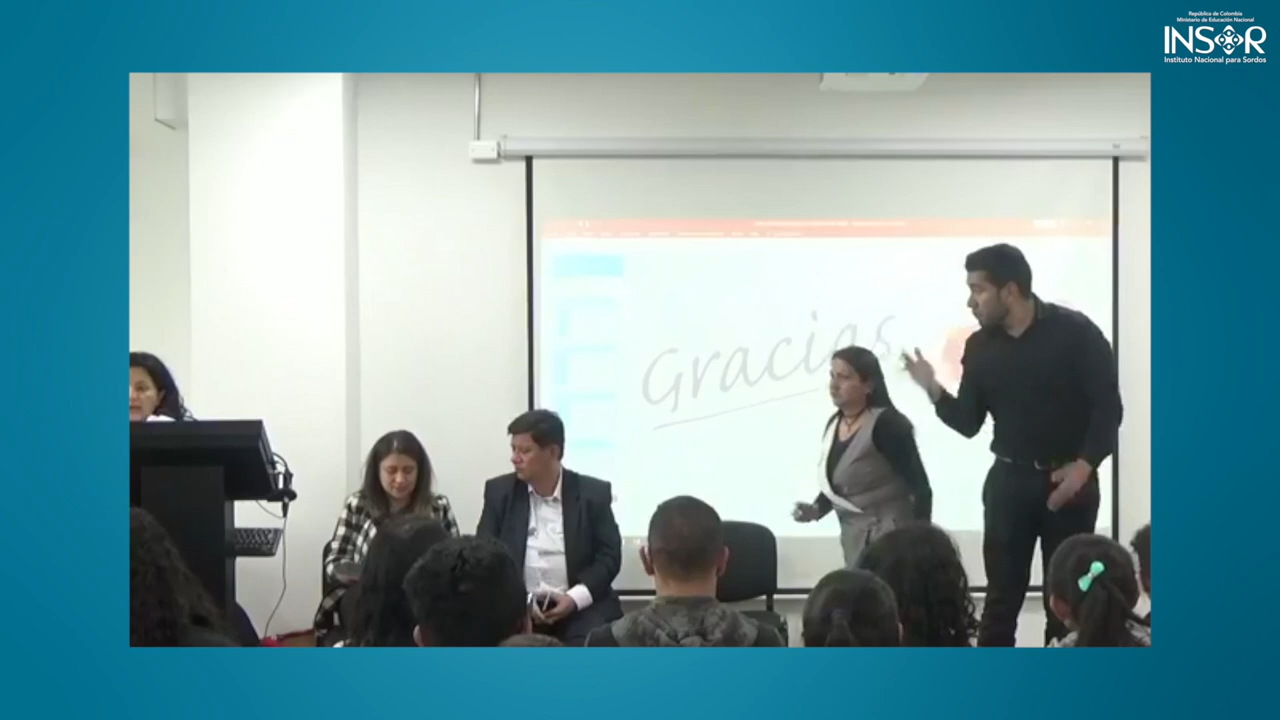 República de Colombia
Ministerio de Educación Nacional
INSOR
Instituto Nacional para Sordos
Gracias